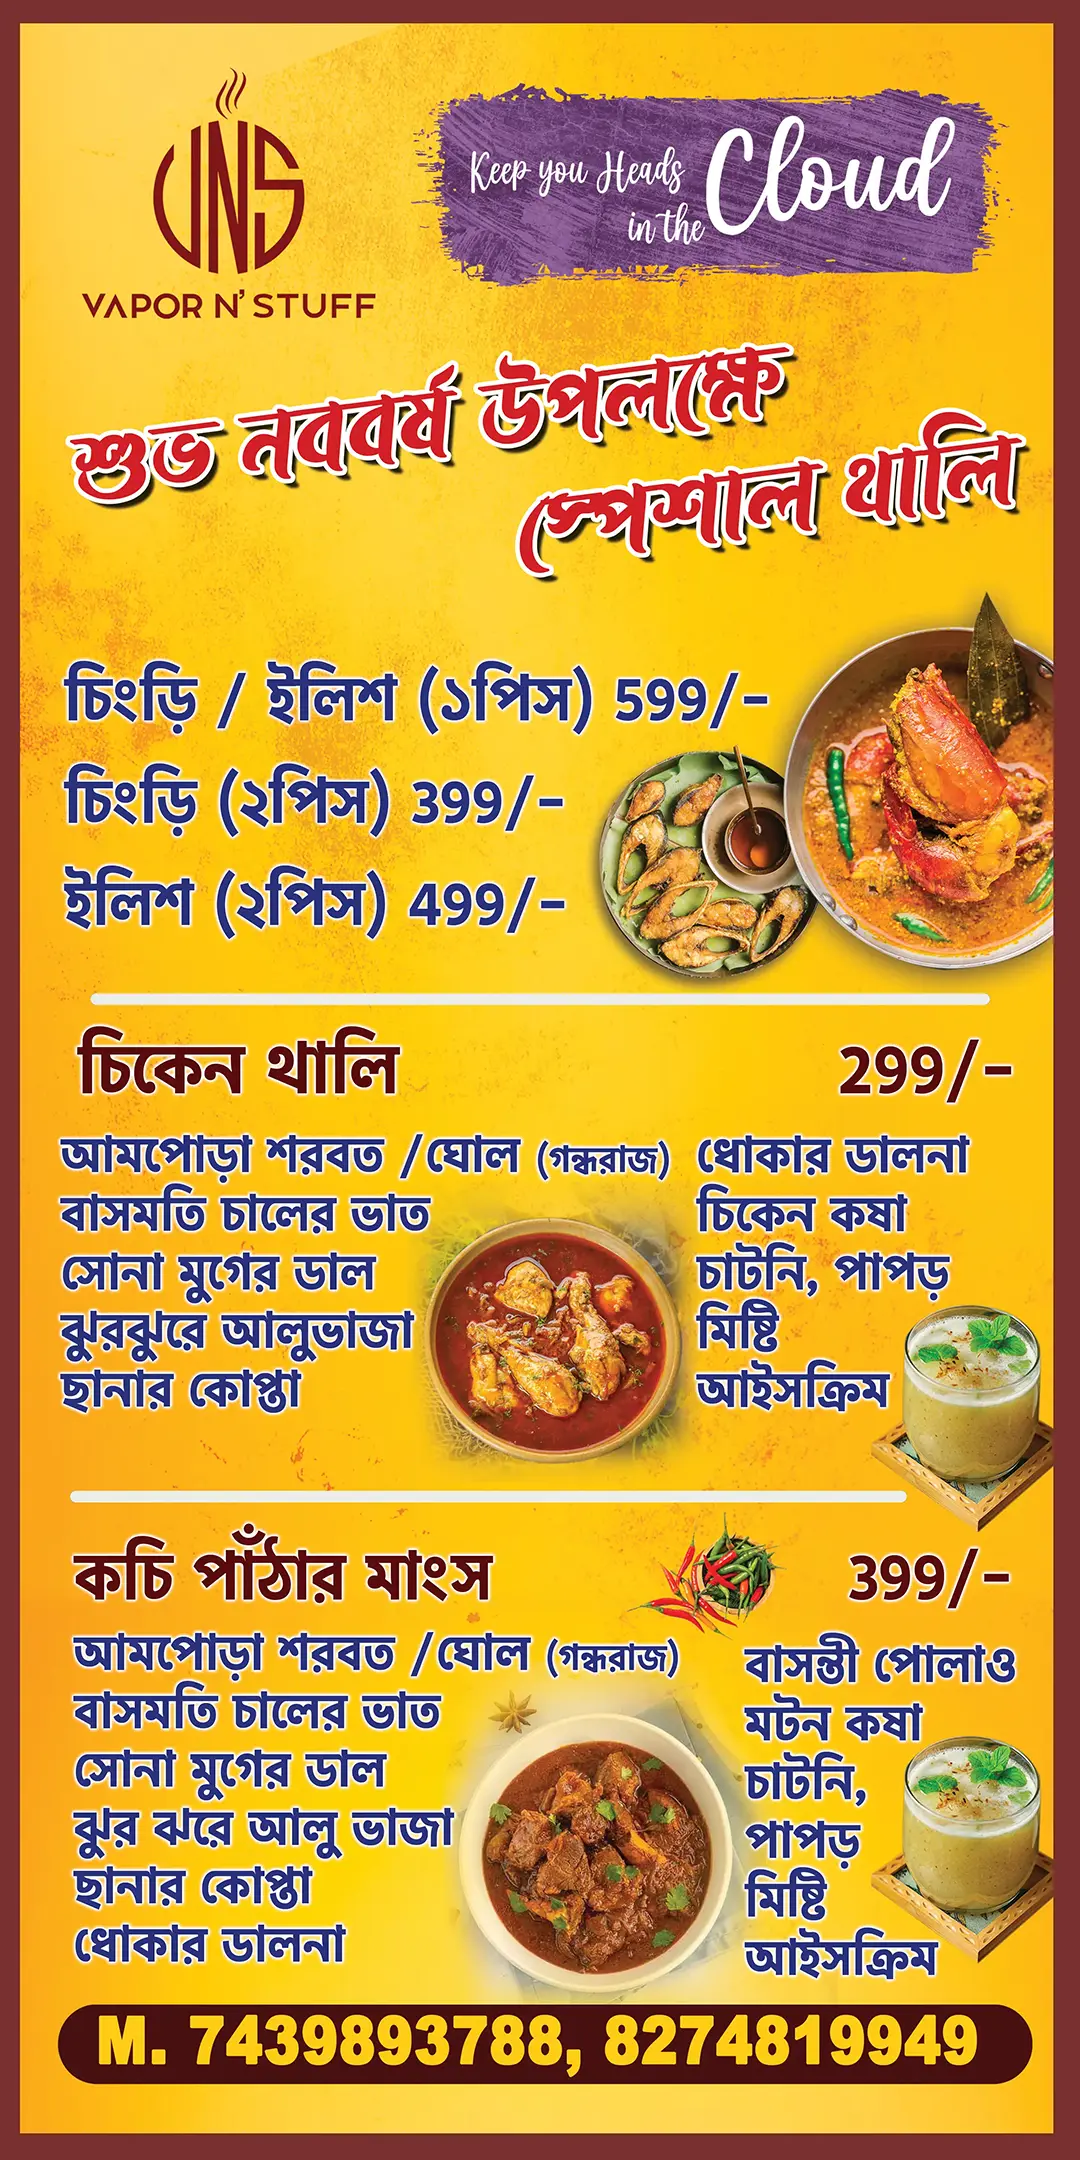 VNS
VAPOR N' STUFF
Keep you Heads
in the Cloud
শুভ নববর্ষ উপলক্ষে
স্পেশাল থালি
চিংড়ি / ইলিশ (১পিস) 599/-
চিংড়ি (২পিস) 399/-
ইলিশ (২পিস) 499/-
চিকেন থালি 299/-
আমপোড়া শরবত /ঘোল (গন্ধরাজ)
বাসমতি চালের ভাত
সোনা মুগের ডাল
ঝুরঝুরে আলুভাজা
ছানার কোপ্তা
ধোকার ডালনা
চিকেন কষা
চাটনি, পাপড়
মিষ্টি
আইসক্রিম
কচি পাঁঠার মাংস 399/-
আমপোড়া শরবত /ঘোল (গন্ধরাজ)
বাসমতি চালের ভাত
সোনা মুগের ডাল
ঝুর ঝরে আলু ভাজা
ছানার কোপ্তা
ধোকার ডালনা
বাসন্তী পোলাও
মটন কষা
চাটনি,
পাপড়
মিষ্টি
আইসক্রিম
M. 7439893788, 8274819949